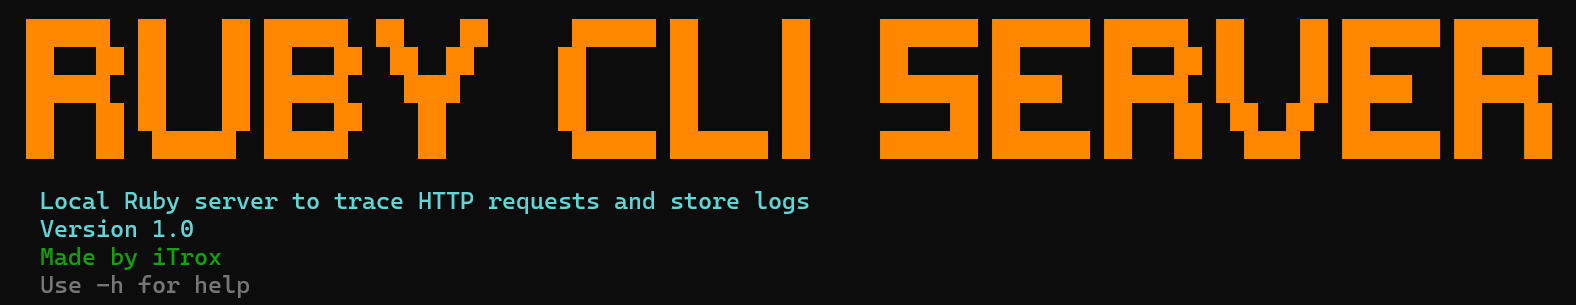 RUBY CLI SERVER
Local Ruby server to trace HTTP requests and store logs
Version 1.0
Made by iTrox
Use -h for help